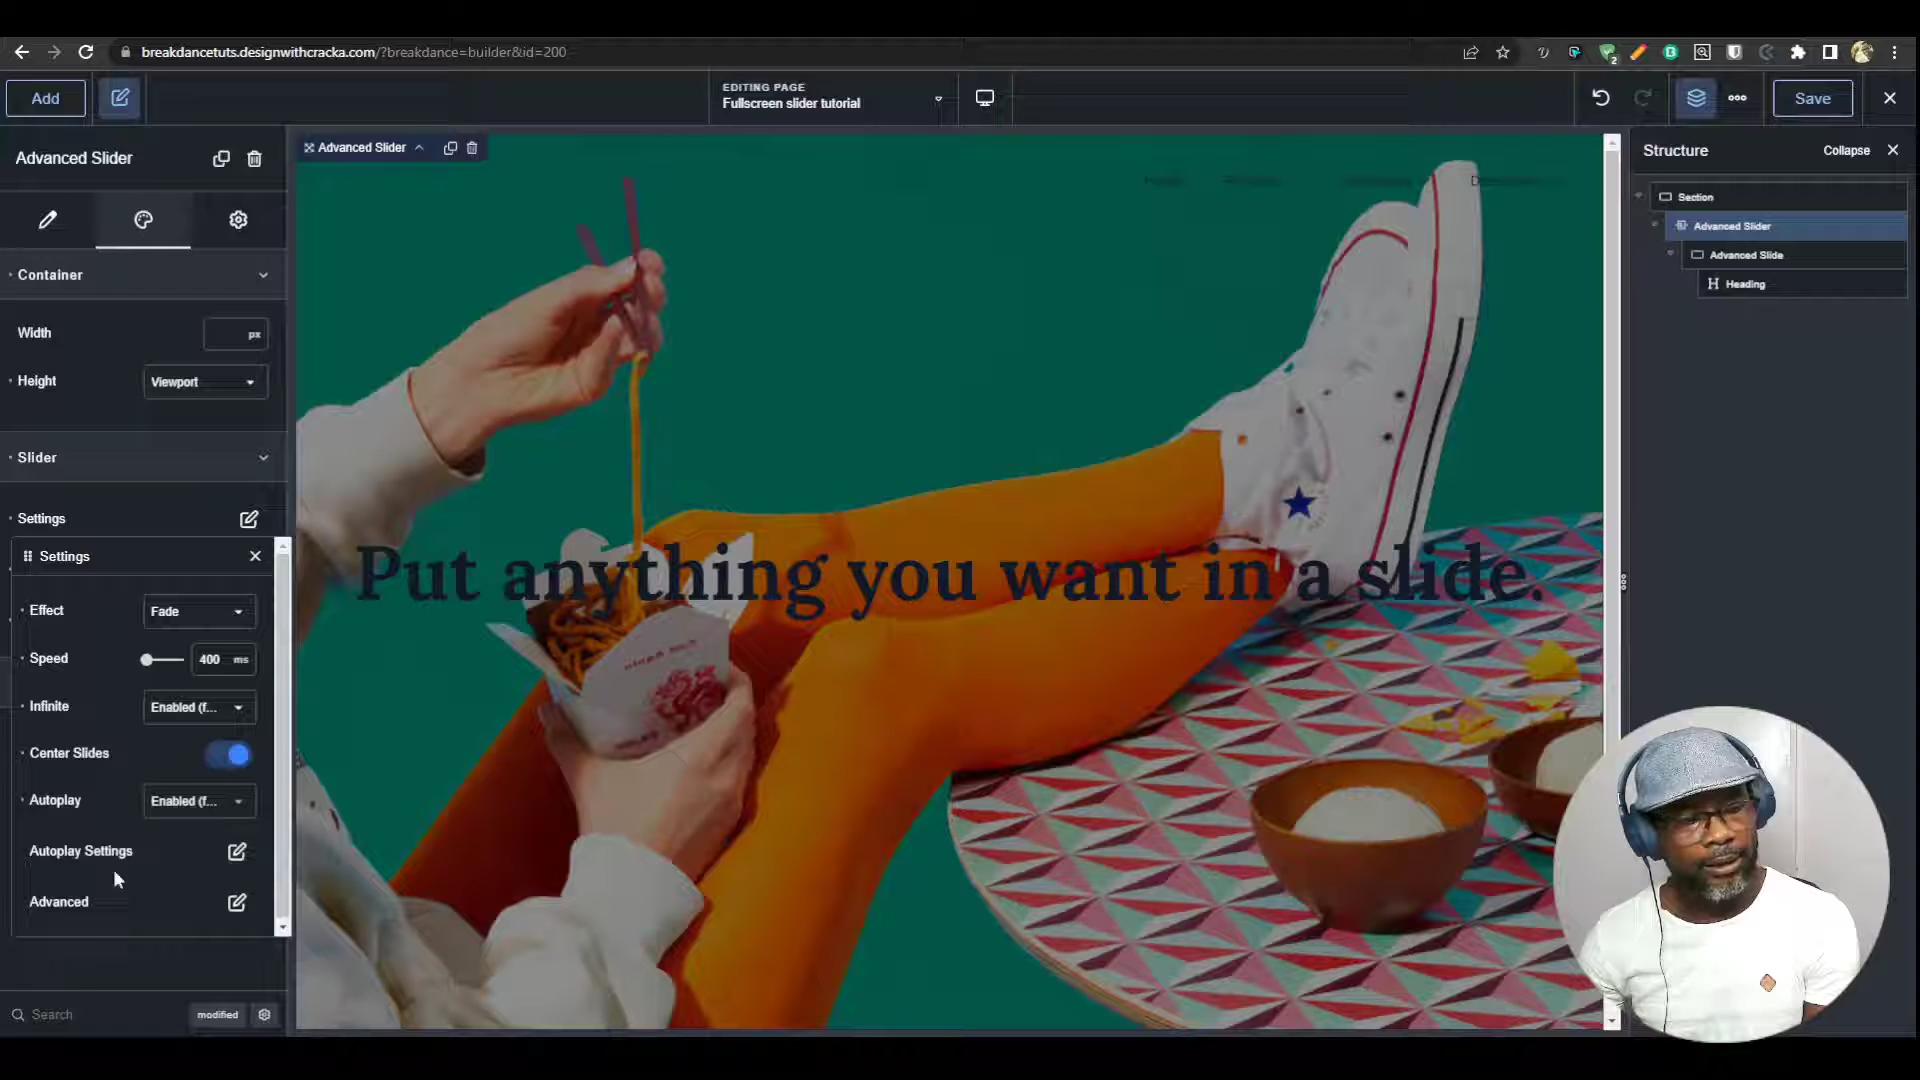 breakdancetuts.designwithcracka.com/?breakdance=builder&id=200
2
Add
EDITING PAGE
Fullscreen slider tutorial
Save
Advanced Slider
Container
Width
px
Height
Viewport
Slider
Settings
Settings
Effect
Fade
Speed
400 ms
Infinite
Enabled (f...
Center Slides
Autoplay
Enabled (f...
Autoplay Settings
Advanced
Search
modified
Advanced Slider
Put anything you want in a slide.
Structure
Collapse
Section
Advanced Slider
Advanced Slide
Heading